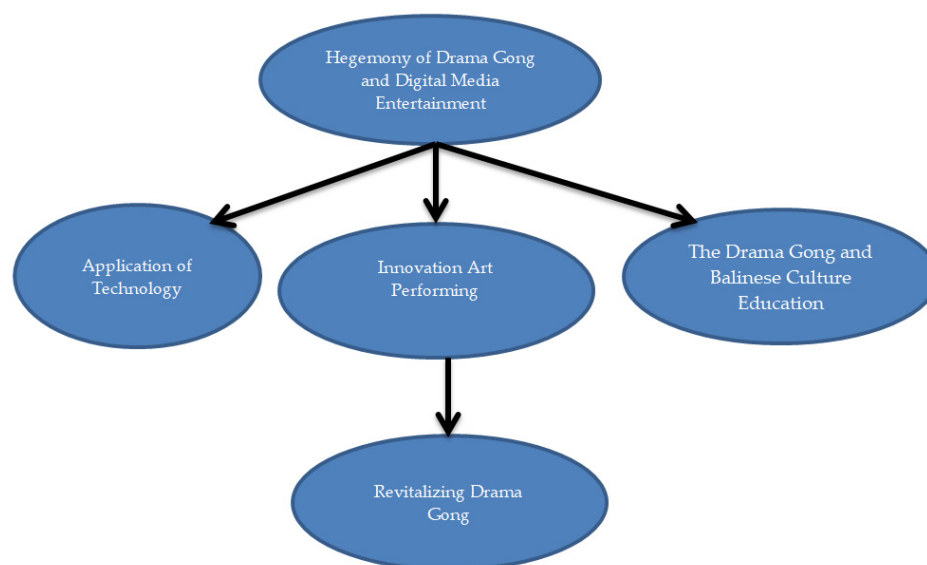 Hegemony of Drama Gong
and Digital Media
Entertainment
Application of
Technology
Innovation Art
Performing
The Drama Gong and
Balinese Culture
Education
Revitalizing Drama
Gong